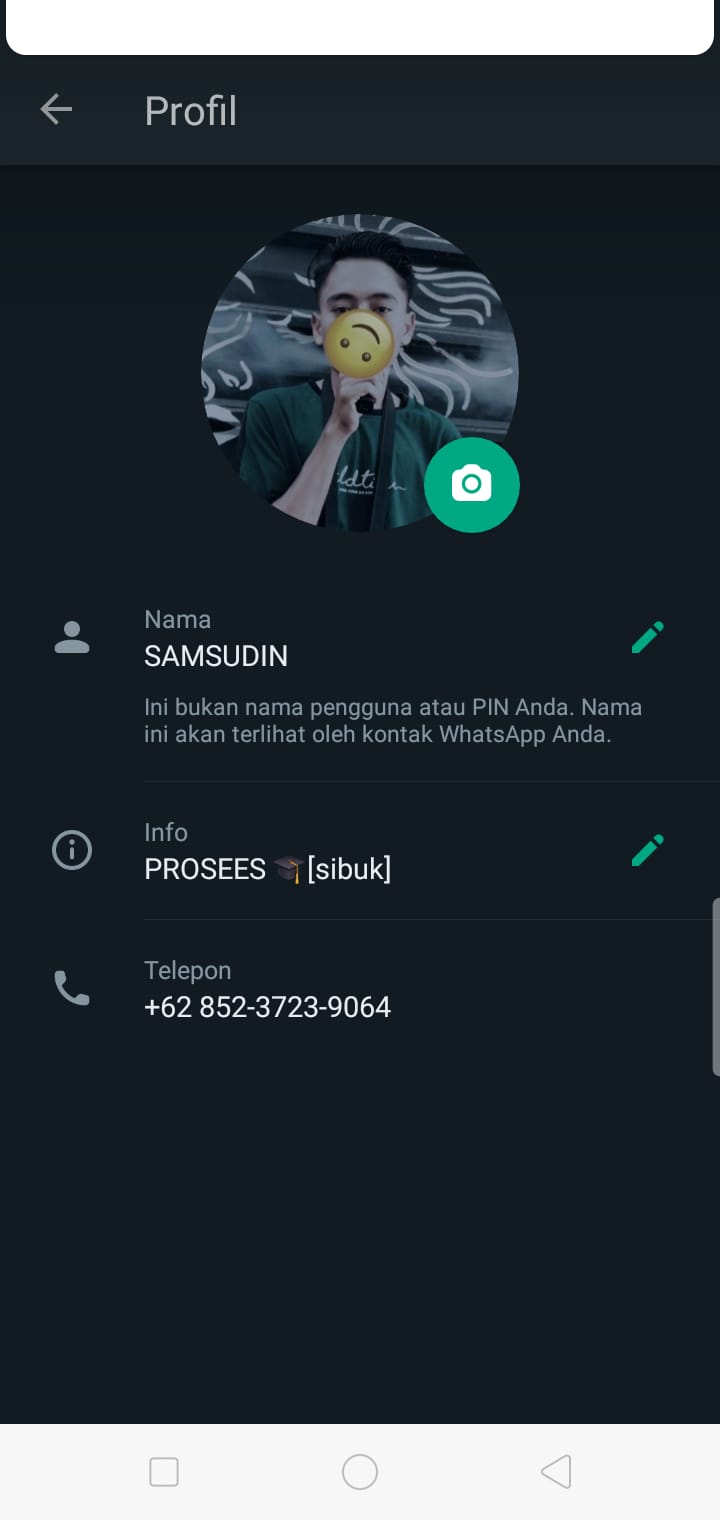 Profil
Nama
SAMSUDIN
Ini bukan nama pengguna atau PIN Anda. Nama
ini akan terlihat oleh kontak WhatsApp Anda.
Info
PROSEES 🎓[sibuk]
Telepon
+62 852-3723-9064